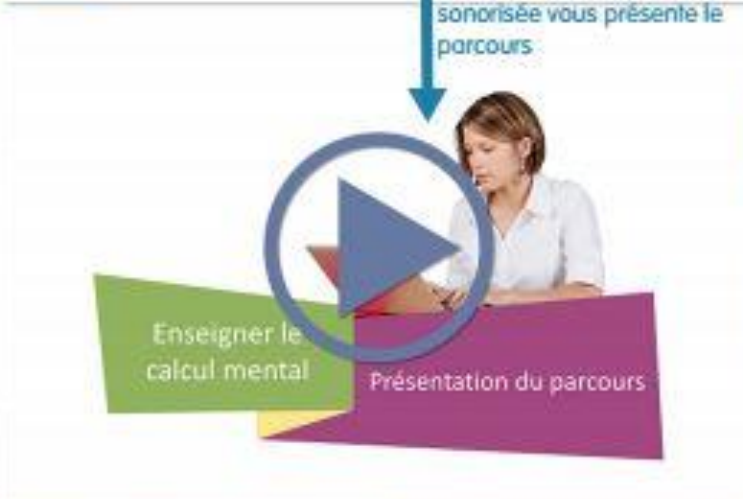 sonorisée vous présente le
parcours
Enseigner le
calcul mental
Présentation du parcours